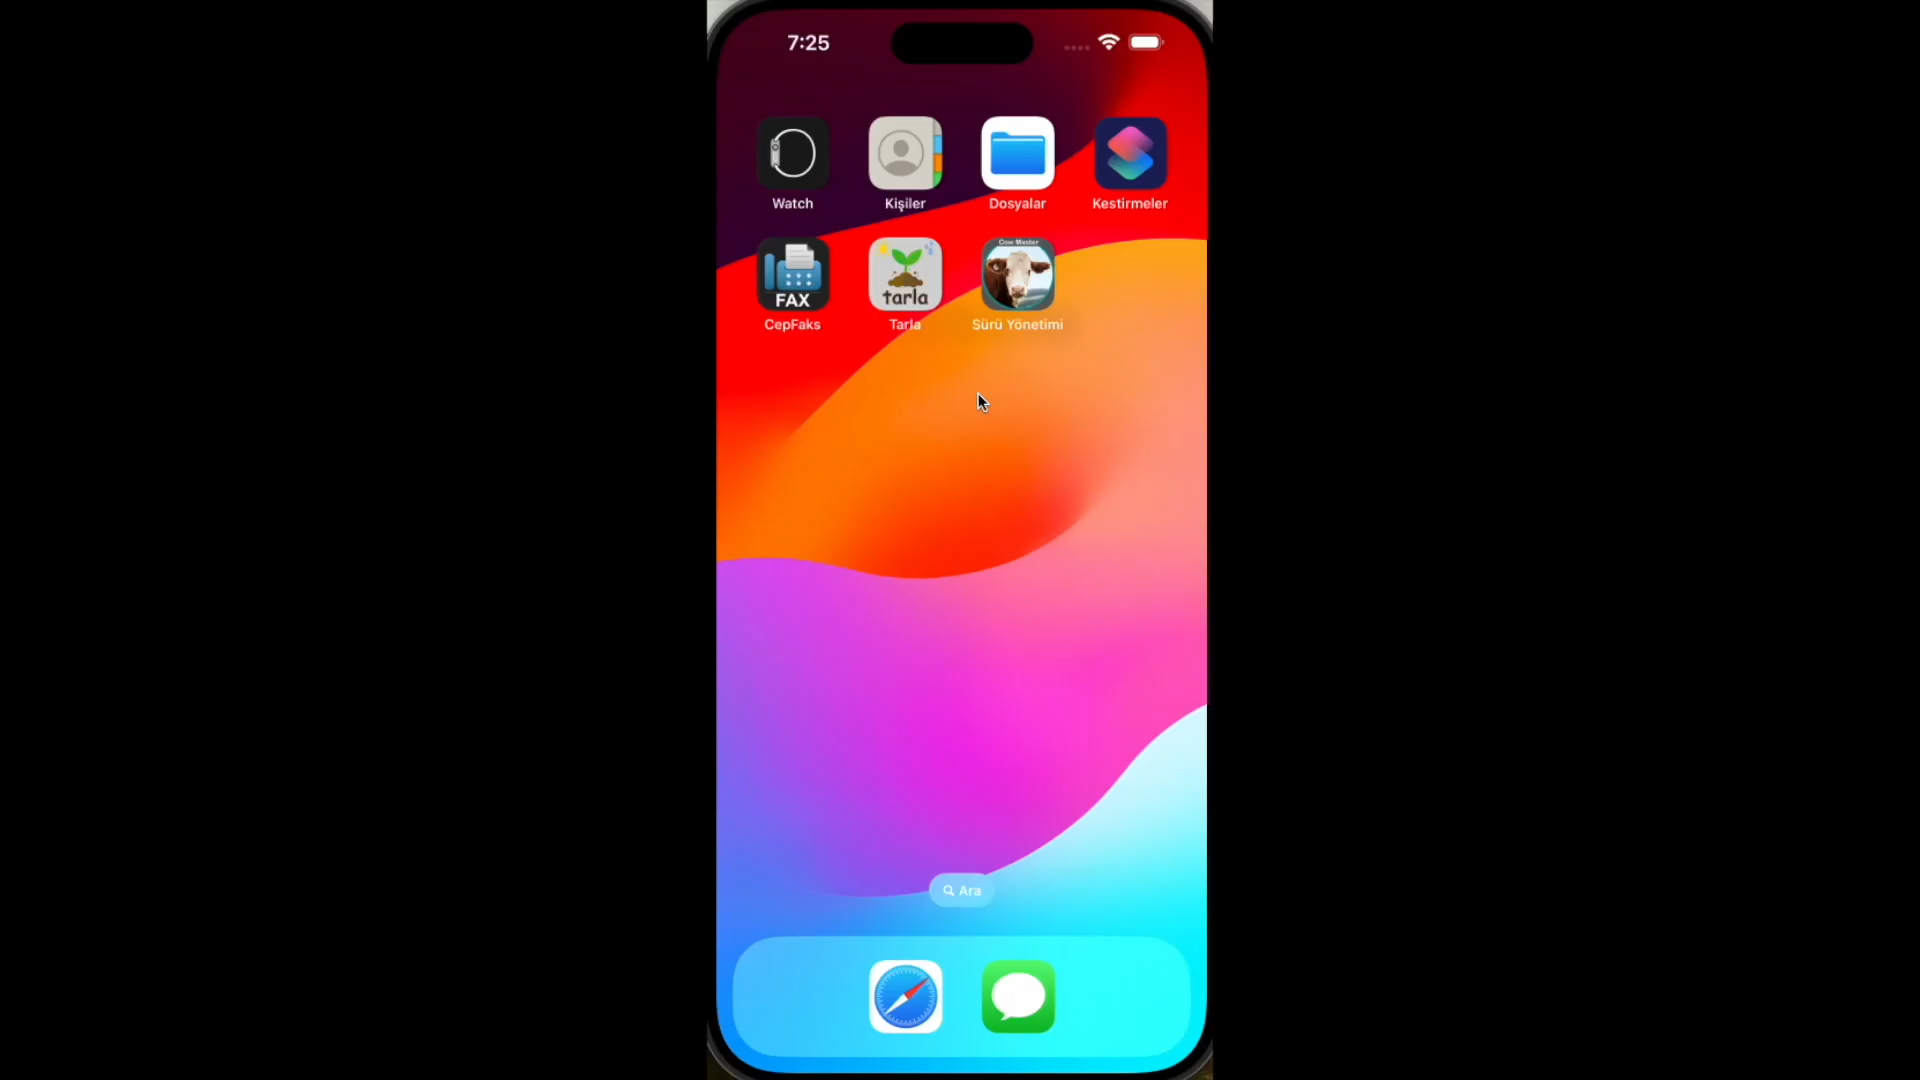 7:25
Watch
Kişiler
Dosyalar
Kestirmeler
FAX
CepFaks
tarla
Tarla
Cow Master
Sürü Yönetimi
Ara